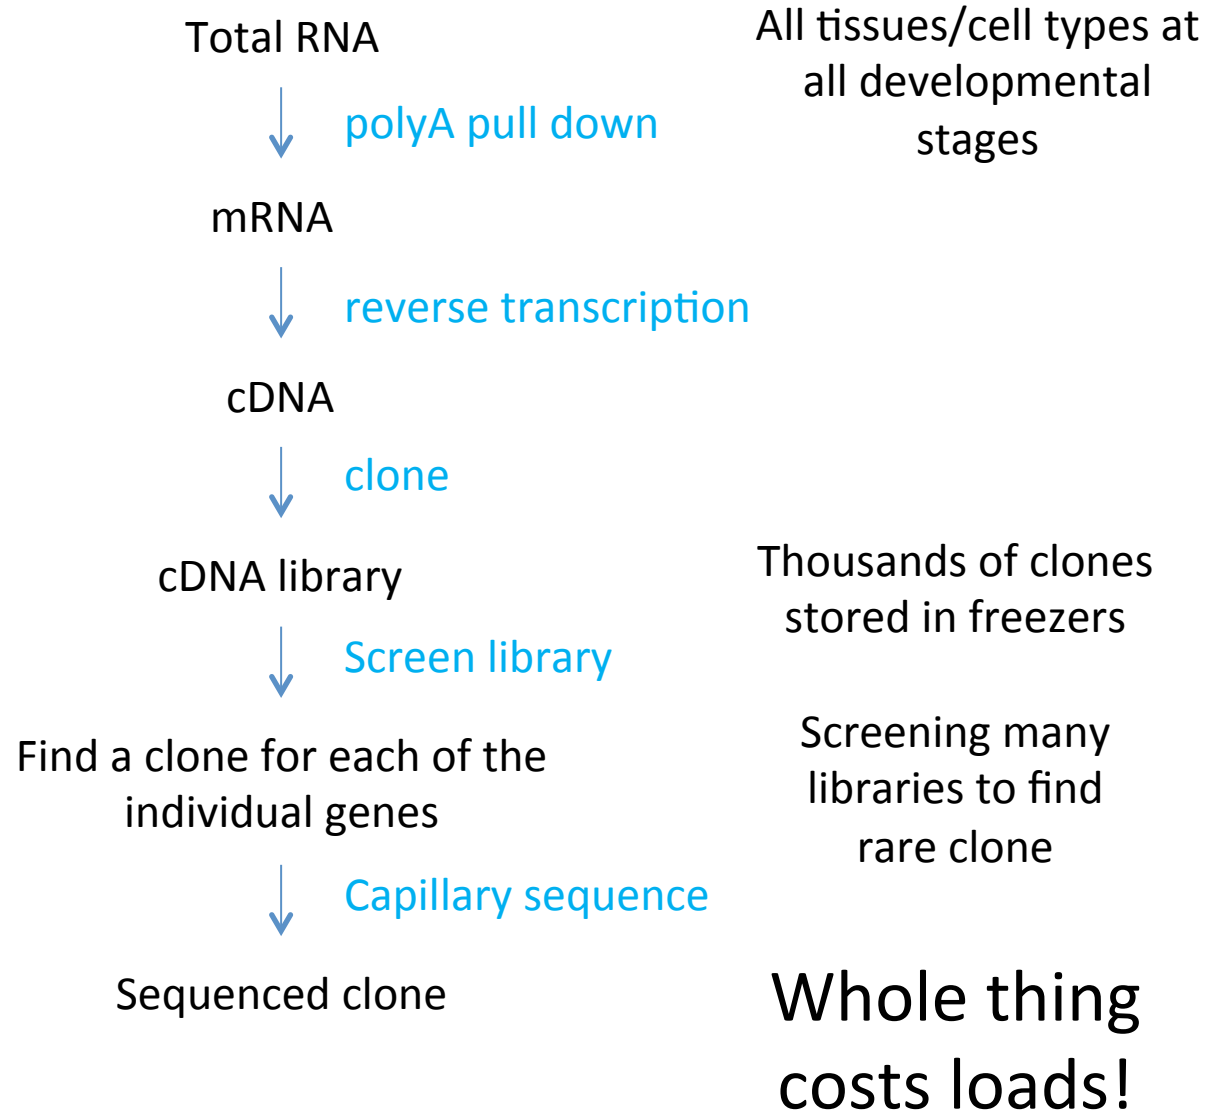 Total RNA
All tissues/cell types at
all developmental
stages
polyA pull down
mRNA
reverse transcription
cDNA
clone
cDNA library
Thousands of clones
stored in freezers
Screen library
Find a clone for each of the
individual genes
Screening many
libraries to find
rare clone
Capillary sequence
Sequenced clone
Whole thing
costs loads!